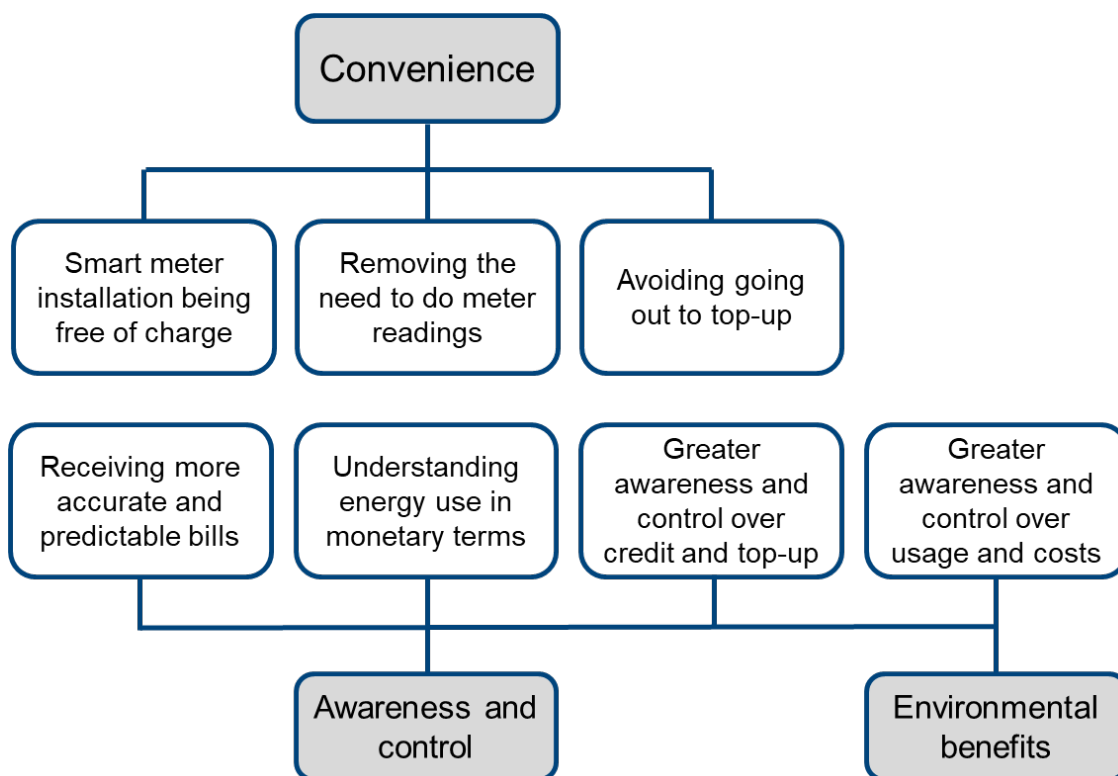 Convenience
Smart meter
installation being
free of charge
Removing the
need to do meter
readings
Avoiding going
out to top-up
Receiving more
accurate and
predictable bills
Understanding
energy use in
monetary terms
Greater
awareness and
control over
credit and top-up
Greater
awareness and
control over
usage and costs
Awareness and
control
Environmental
benefits